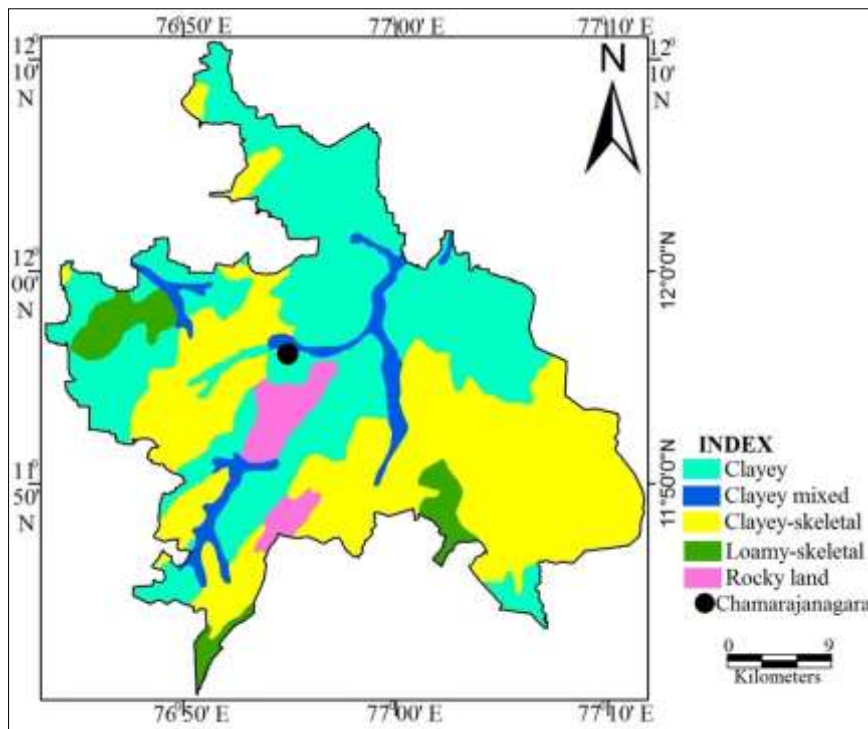 76°50' E 77°00' E 77°10' E
12°
10'
N
12°
10'
N
N
12°
00'
N
12°0'0"N
11°
50'
N
11°50'0"N
INDEX
Clayey
Clayey mixed
Clayey-skeletal
Loamy-skeletal
Rocky land
Chamarajanagara
0 9
Kilometers
76°50' E 77°00' E 77°10' E